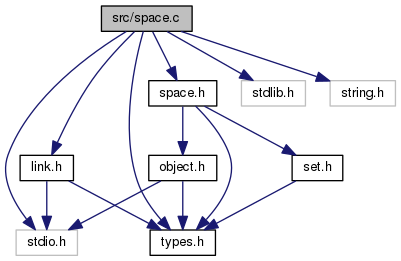 src/space.c
space.h
stdlib.h
string.h
link.h
object.h
set.h
stdio.h
types.h